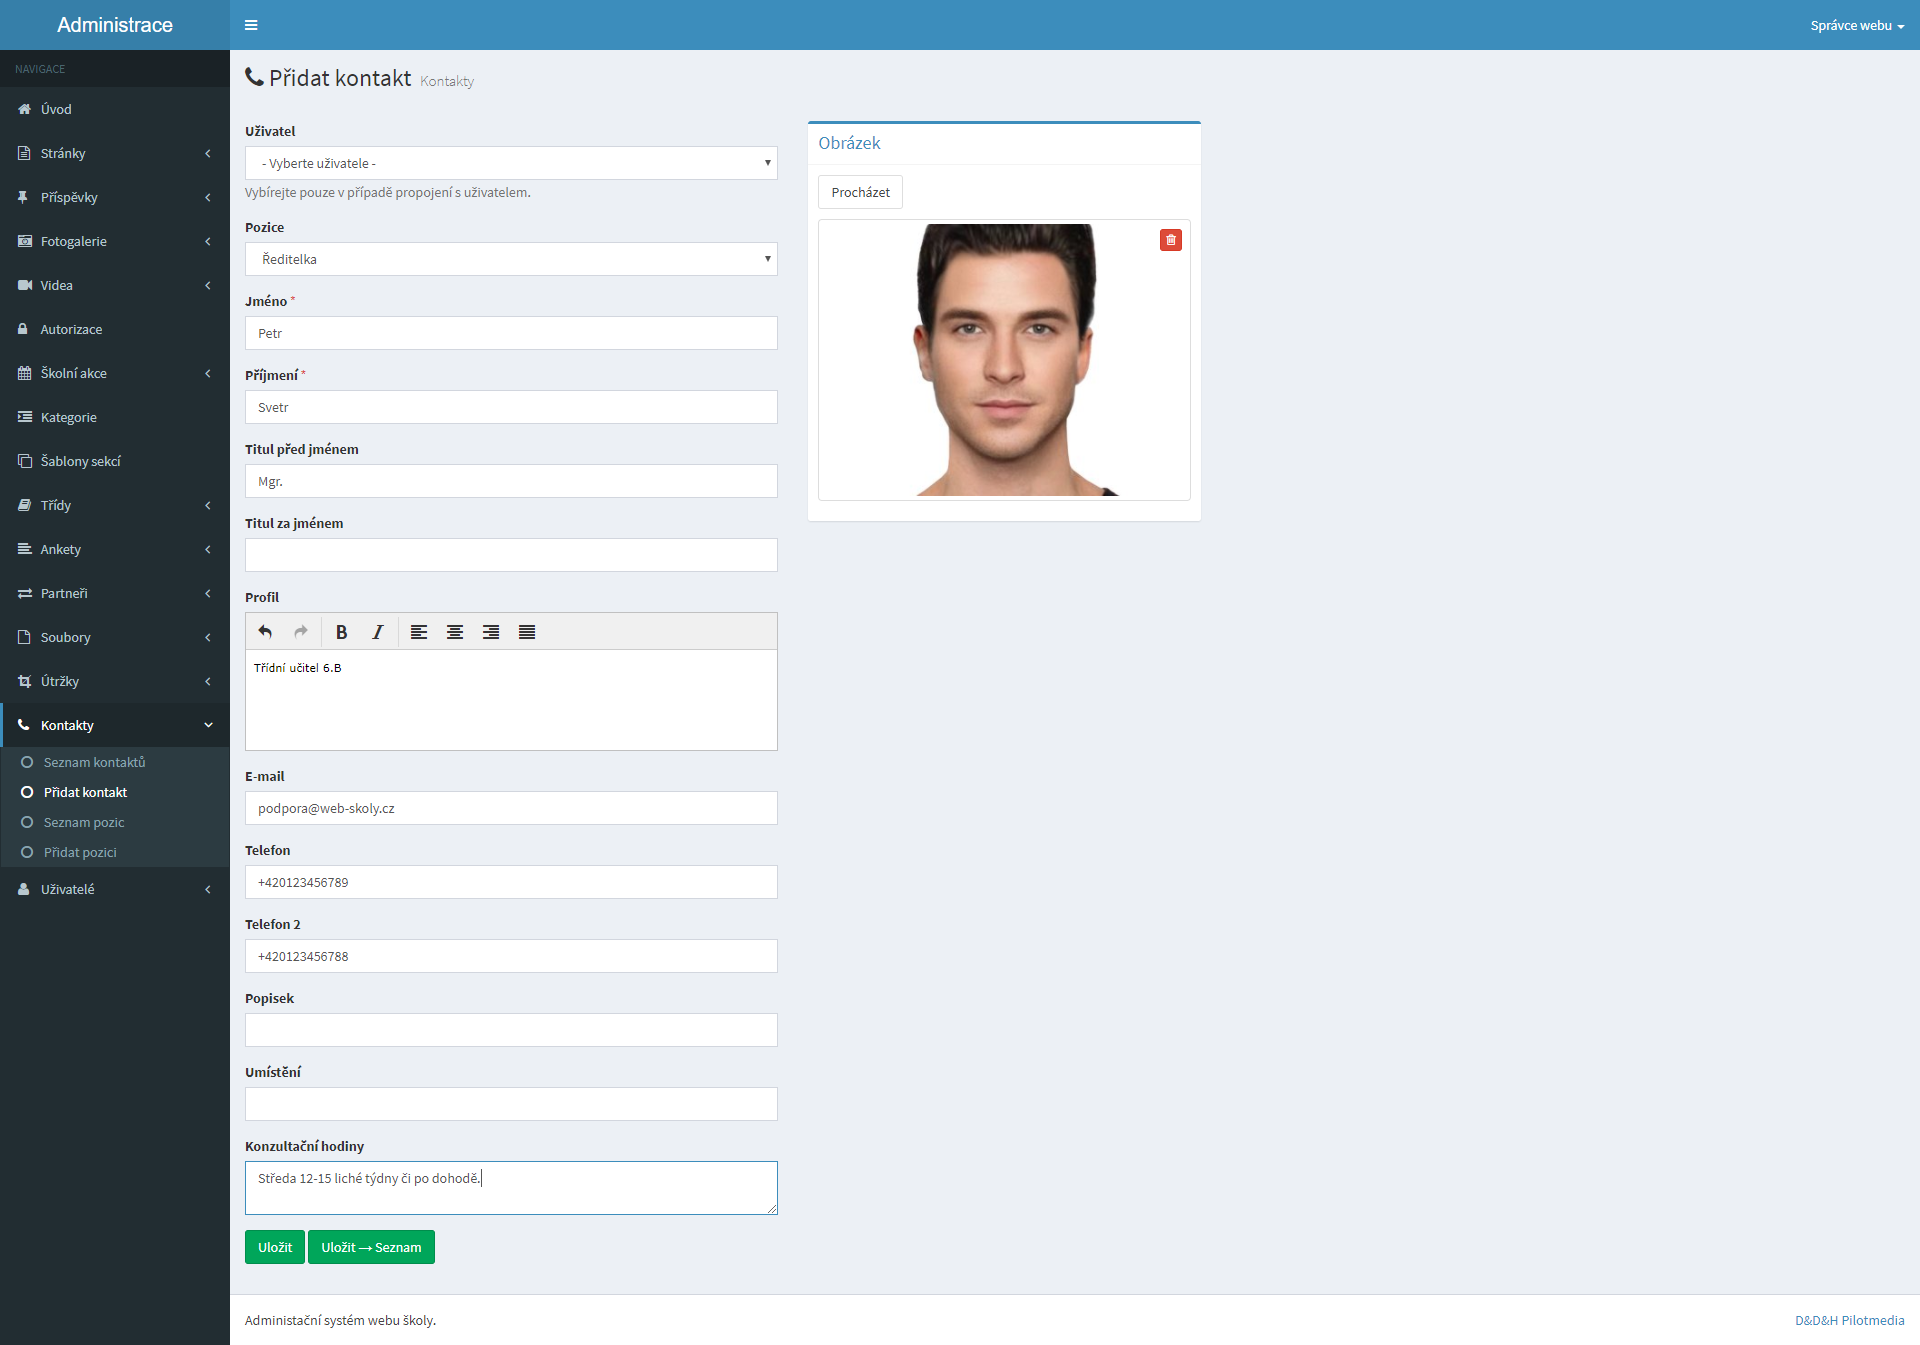 Administrace
Správce webu
NAVIGACE
Úvod
Stránky
Příspěvky
Fotogalerie
Videa
Autorizace
Školní akce
Kategorie
Šablony sekcí
Třídy
Ankety
Partneři
Soubory
Útržky
Kontakty
Seznam kontaktů
Přidat kontakt
Seznam pozic
Přidat pozici
Uživatelé
Přidat kontakt Kontakty
Uživatel
- Vyberte uživatele -
Vybírejte pouze v případě propojení s uživatelem.
Pozice
Ředitelka
Jméno *
Petr
Příjmení *
Svetr
Titul před jménem
Mgr.
Titul za jménem
Profil
B I
Třídní učitel 6.B
E-mail
podpora@web-skoly.cz
Telefon
+420123456789
Telefon 2
+420123456788
Popisek
Umístění
Konzultační hodiny
Středa 12-15 liché týdny či po dohodě.
Uložit
Uložit → Seznam
Obrázek
Procházet
Administační systém webu školy.
D&D&H Pilotmedia